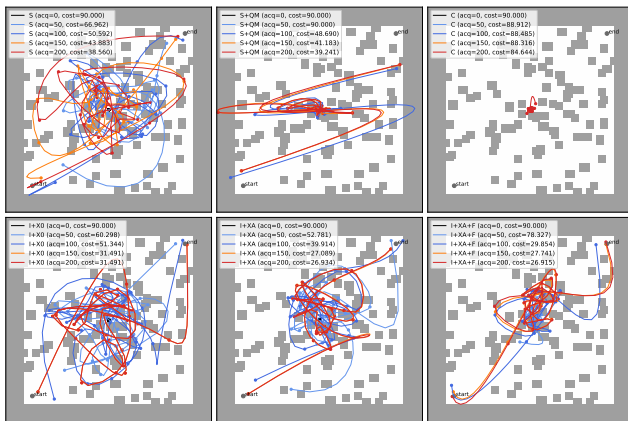 S (acq=0, cost=90.000)
S (acq=50, cost=66.962)
S (acq=100, cost=50.592)
S (acq=150, cost=43.883)
S (acq=200, cost=38.560)
end
start
S+QM (acq=0, cost=90.000)
S+QM (acq=50, cost=90.000)
S+QM (acq=100, cost=48.690)
S+QM (acq=150, cost=41.183)
S+QM (acq=200, cost=39.241)
end
start
C (acq=0, cost=90.000)
C (acq=50, cost=88.912)
C (acq=100, cost=88.485)
C (acq=150, cost=88.316)
C (acq=200, cost=84.644)
end
start
I+X0 (acq=0, cost=90.000)
I+X0 (acq=50, cost=60.298)
I+X0 (acq=100, cost=51.344)
I+X0 (acq=150, cost=31.491)
I+X0 (acq=200, cost=31.491)
end
start
I+XA (acq=0, cost=90.000)
I+XA (acq=50, cost=52.781)
I+XA (acq=100, cost=39.914)
I+XA (acq=150, cost=27.089)
I+XA (acq=200, cost=26.934)
end
start
I+XA+F (acq=0, cost=90.000)
I+XA+F (acq=50, cost=78.327)
I+XA+F (acq=100, cost=29.854)
I+XA+F (acq=150, cost=27.741)
I+XA+F (acq=200, cost=26.915)
end
start